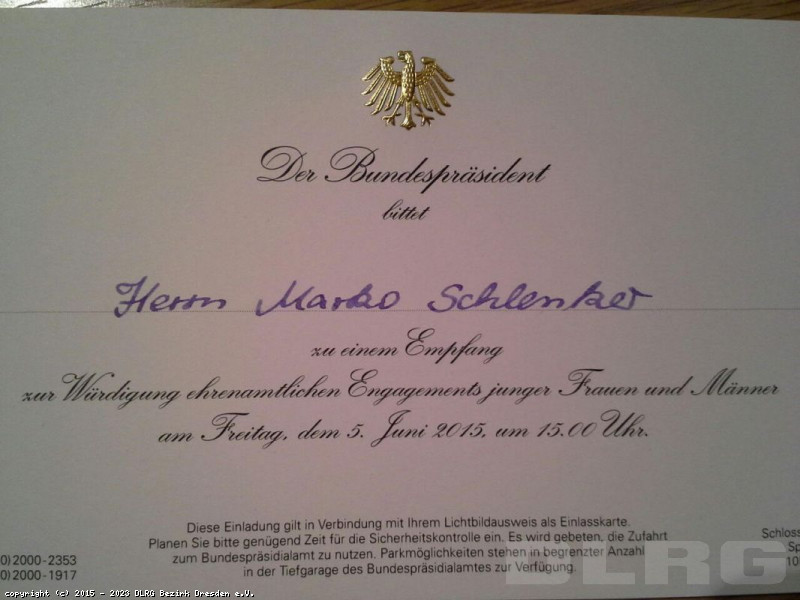 Der Bundespräsident
bittet
Herrn Marko Schlenker
zu einem Empfang
zur Würdigung ehrenamtlichen Engagements junger Frauen und Männer
am Freitag, dem 5. Juni 2015, um 15.00 Uhr.
Diese Einladung gilt in Verbindung mit Ihrem Lichtbildausweis als Einlasskarte.
Planen Sie bitte genügend Zeit für die Sicherheitskontrolle ein. Es wird gebeten, die Zufahrt
zum Bundespräsidialamt zu nutzen. Parkmöglichkeiten stehen in begrenzter Anzahl
in der Tiefgarage des Bundespräsidialamtes zur Verfügung.
0)2000-2353
0)2000-1917
Schloss
Sp
10
DLRG
copyright (c) 2015 - 2023 DLRG Bezirk Dresden e.V.